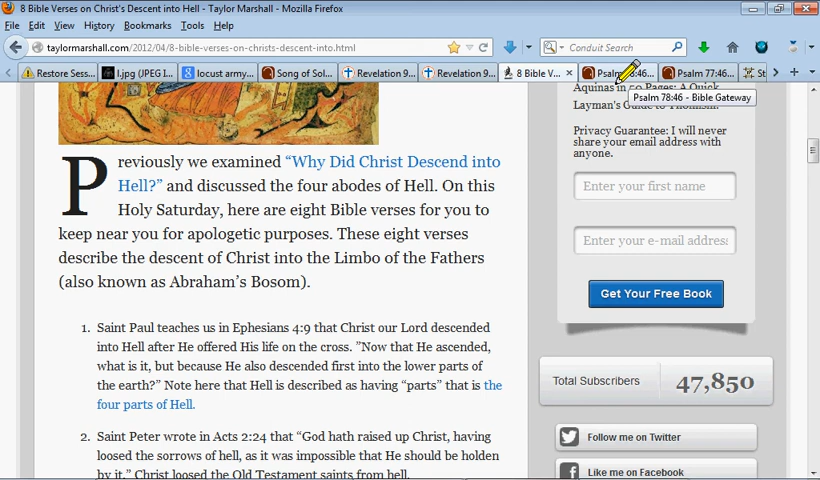 8 Bible Verses on Christ's Descent into Hell - Taylor Marshall - Mozilla Firefox
File Edit View History Bookmarks Tools Help
taylormarshall.com/2012/04/8-bible-verses-on-christs-descent-into.html
Conduit Search
Restore Sess...
I.jpg (JPEG I...
locust army...
Song of Sol...
Revelation 9...
Revelation 9...
8 Bible V...
Psalm 77:46...
St
Psalm 78:46 - Bible Gateway
Aquinas in 50 Pages: A Quick
Layman's Guide to Thomism.
Privacy Guarantee: I will never
share your email address with
anyone.
Enter your first name
Enter your e-mail address
Get Your Free Book
Total Subscribers 47,850
Follow me on Twitter
Like me on Facebook
Previously we examined “Why Did Christ Descend into
Hell?” and discussed the four abodes of Hell. On this
Holy Saturday, here are eight Bible verses for you to
keep near you for apologetic purposes. These eight verses
describe the descent of Christ into the Limbo of the Fathers
(also known as Abraham’s Bosom).
1. Saint Paul teaches us in Ephesians 4:9 that Christ our Lord descended
into Hell after He offered His life on the cross. ”Now that He ascended,
what is it, but because He also descended first into the lower parts of
the earth?” Note here that Hell is described as having “parts” that is the
four parts of Hell.
2. Saint Peter wrote in Acts 2:24 that “God hath raised up Christ, having
loosed the sorrows of hell, as it was impossible that He should be holden
by it.” Christ loosed the Old Testament saints from hell.